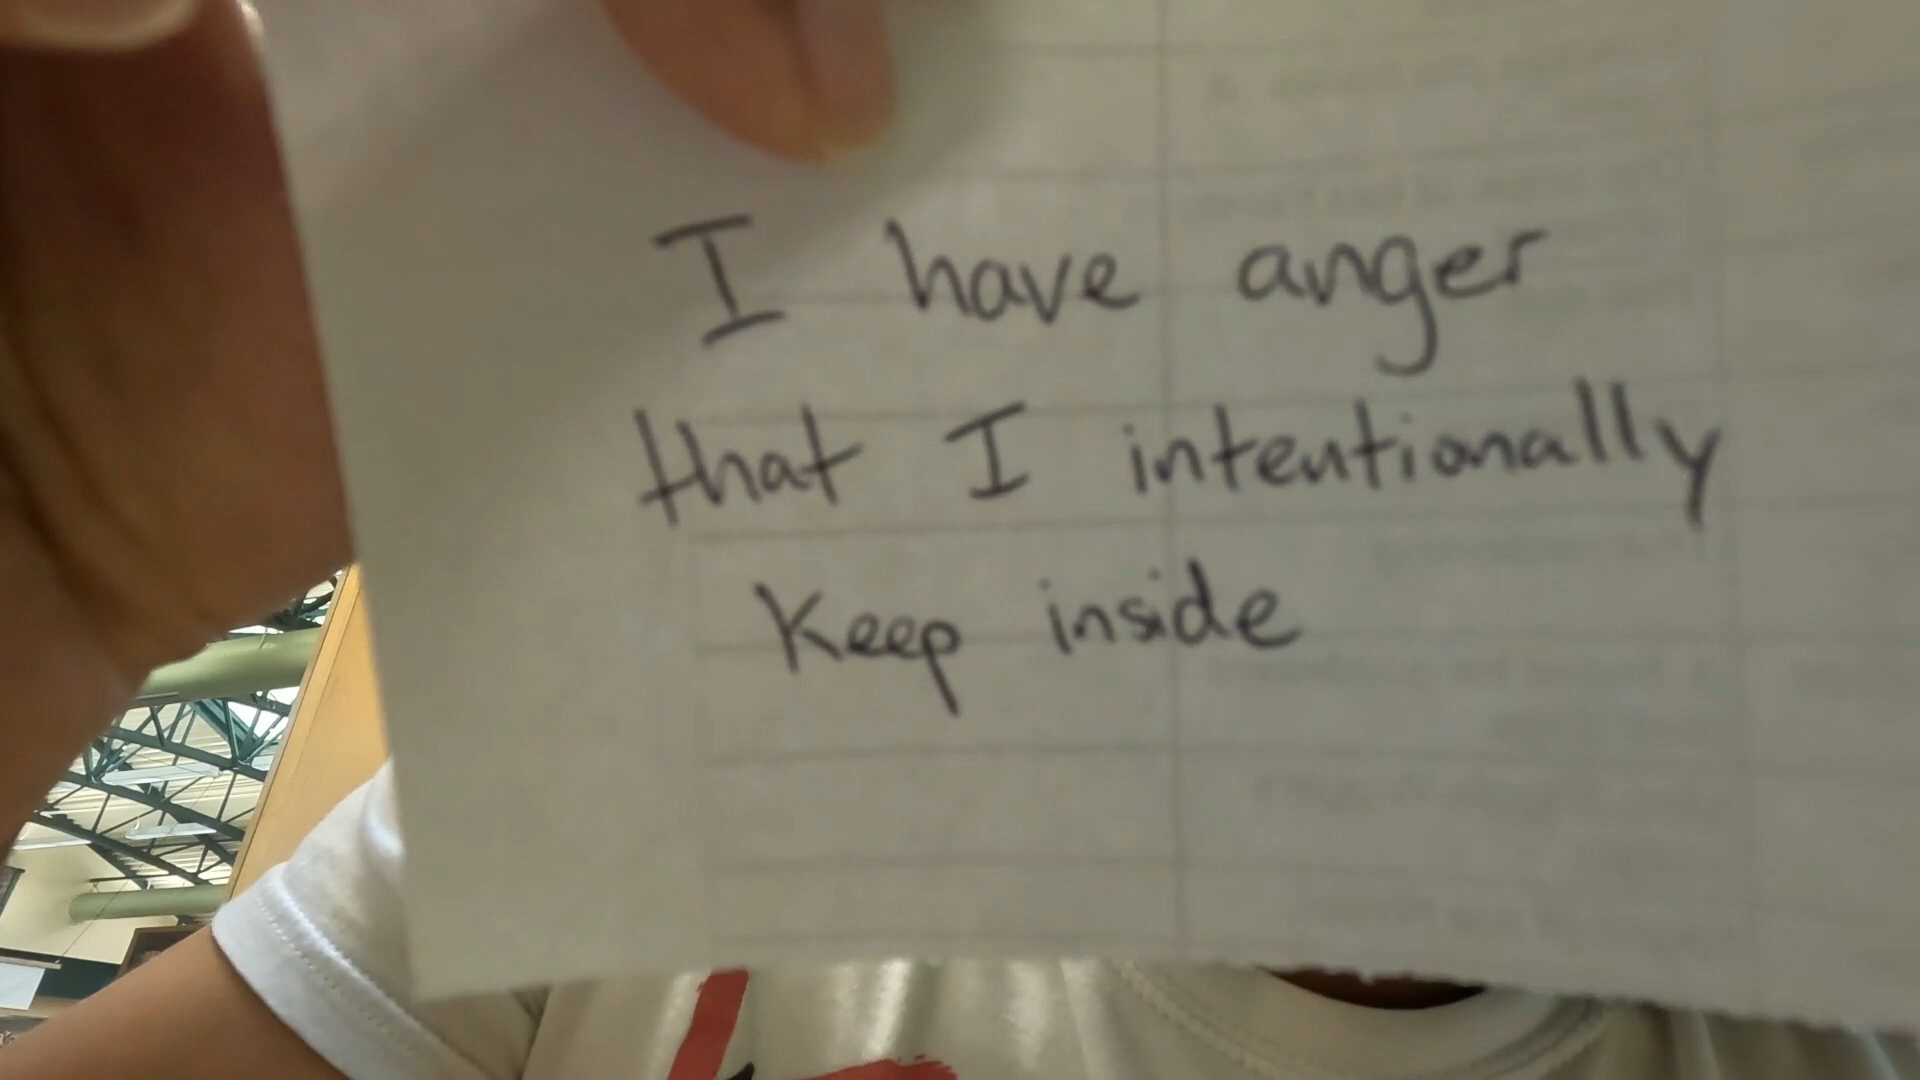 I have anger
that I intentionally
Keep inside